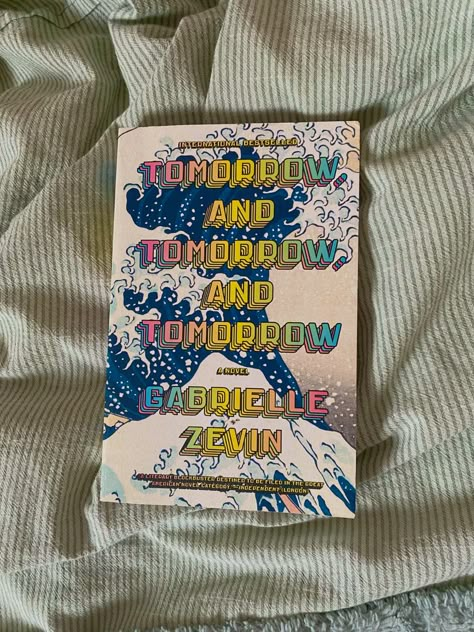 INTERNATIONAL BESTSELLER
TOMORROW,
AND
TOMORROW,
AND
TOMORROW
A NOVEL
GABRIELLE
ZEVIN
"A LITERARY BLOCKBUSTER DESTINED TO BE FILED IN THE GREAT
AMERICAN NOVEL CATEGORY." —INDEPENDENT (LONDON)